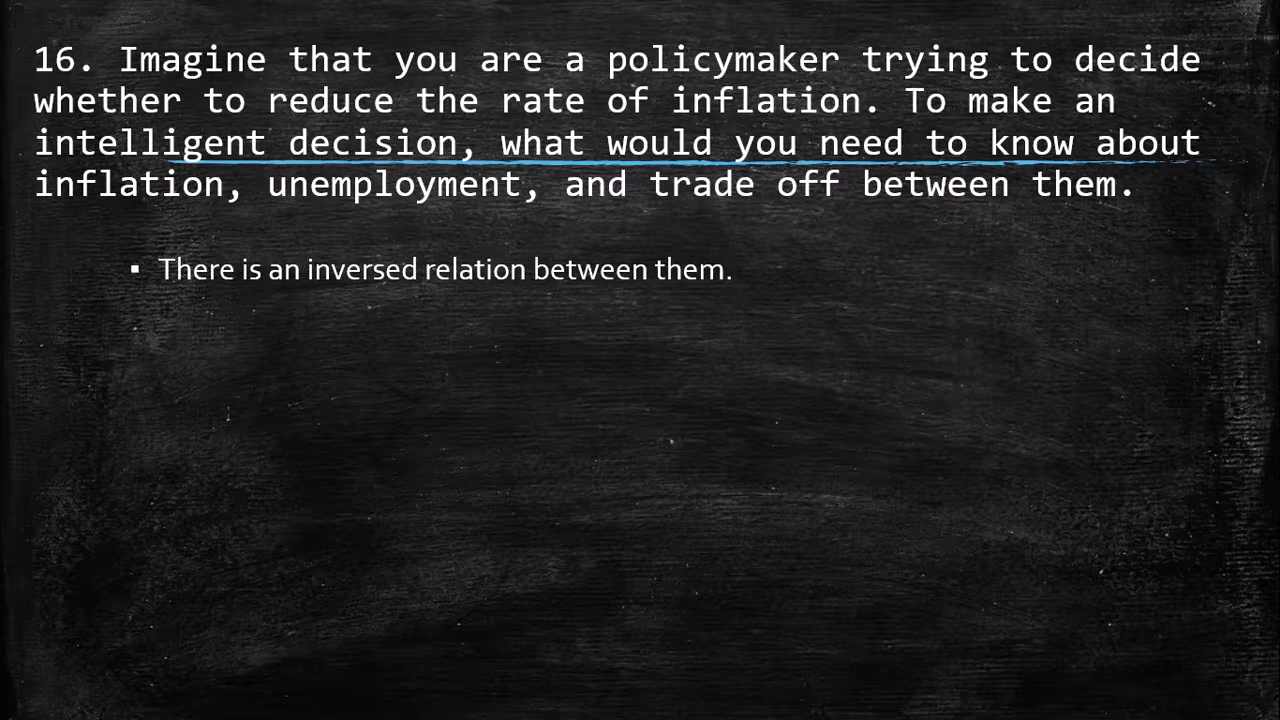 16. Imagine that you are a policymaker trying to decide
whether to reduce the rate of inflation. To make an
intelligent decision, what would you need to know about
inflation, unemployment, and trade off between them.
▪ There is an inversed relation between them.